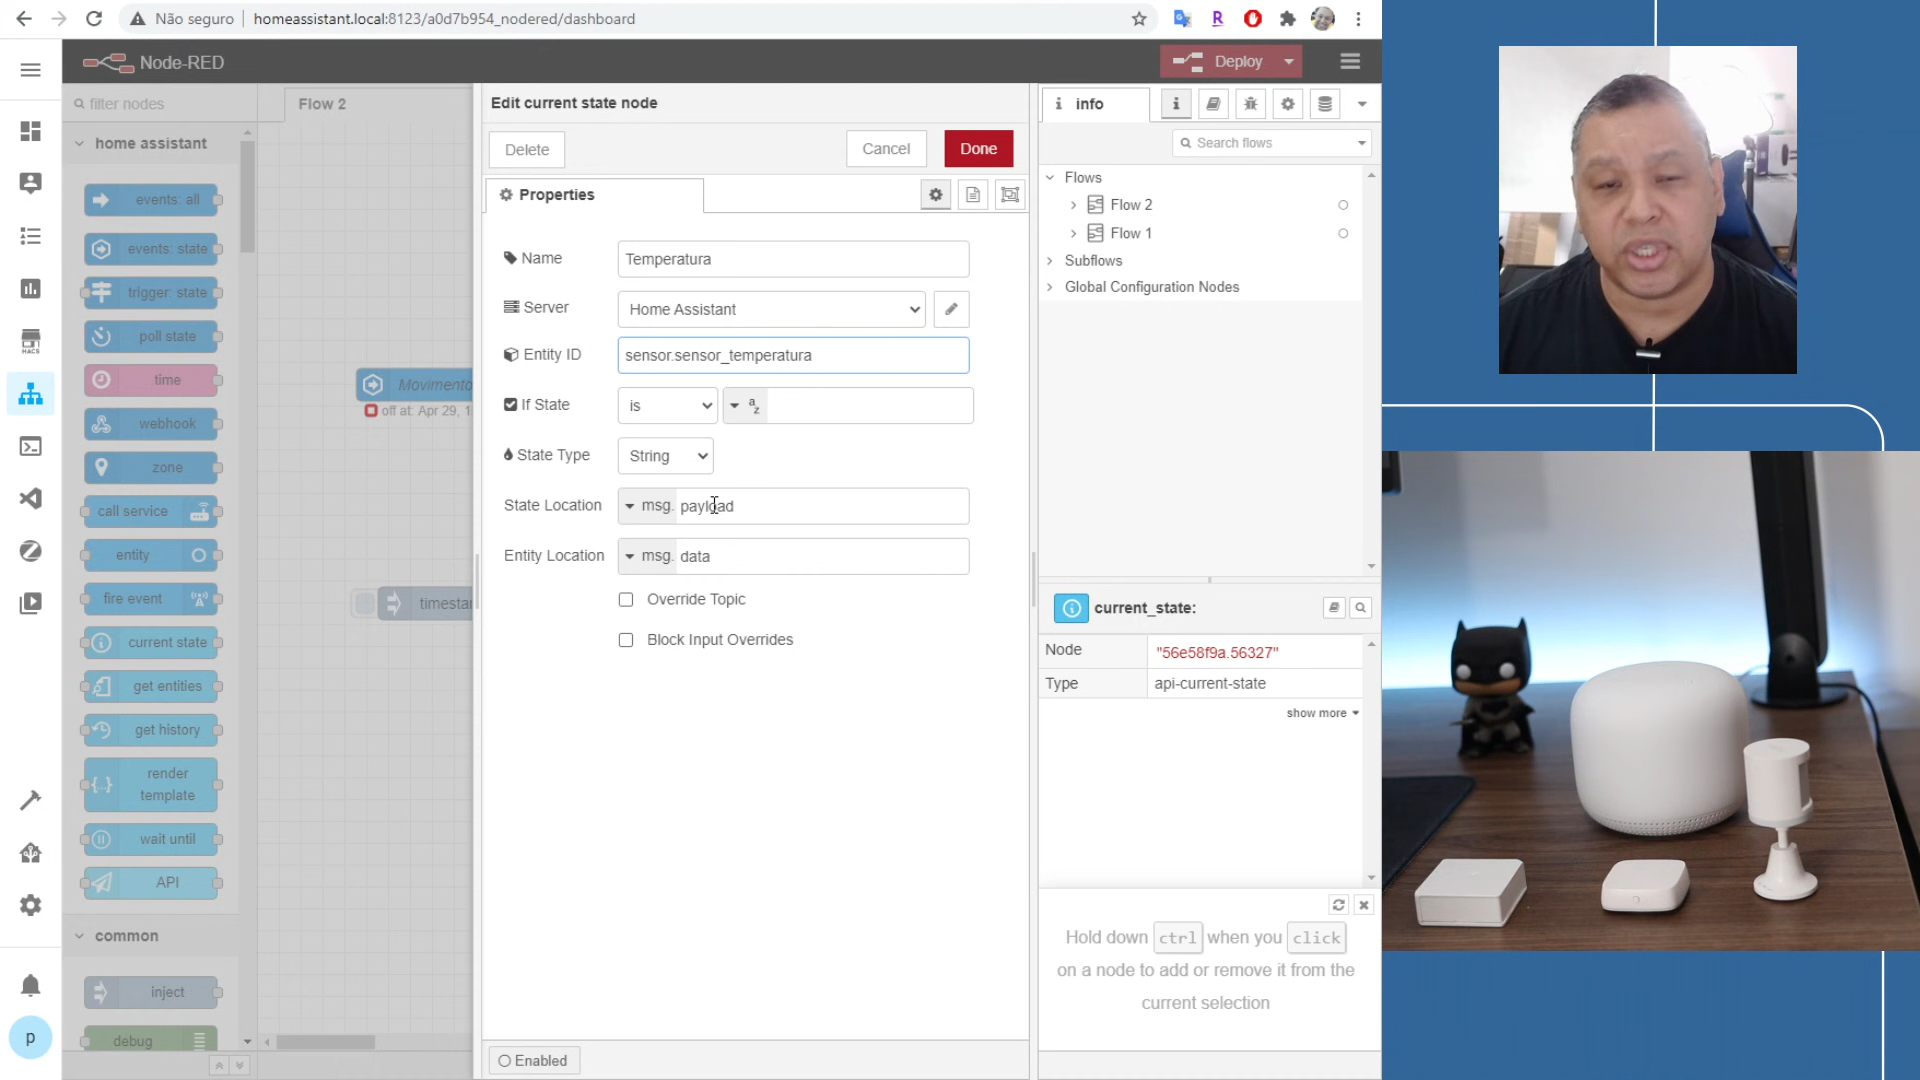 Não seguro
homeassistant.local:8123/a0d7b954_nodered/dashboard
Node-RED
Deploy
filter nodes
home assistant
events: all
events: state
trigger: state
poll state
time
webhook
zone
call service
entity
fire event
current state
get entities
get history
render
template
wait until
API
common
inject
debug
HACS
p
Flow 2
Movimento
off at: Apr 29, 1
timestar
Edit current state node
Delete
Cancel
Done
Properties
Name
Temperatura
Server
Home Assistant
Entity ID
sensor.sensor_temperatura
If State
is
State Type
String
State Location
msg. payload
Entity Location
msg. data
Override Topic
Block Input Overrides
Enabled
info
Search flows
Flows
Flow 2
Flow 1
Subflows
Global Configuration Nodes
current_state:
Node
"56e58f9a.56327"
Type
api-current-state
show more
Hold down ctrl when you click
on a node to add or remove it from the
current selection